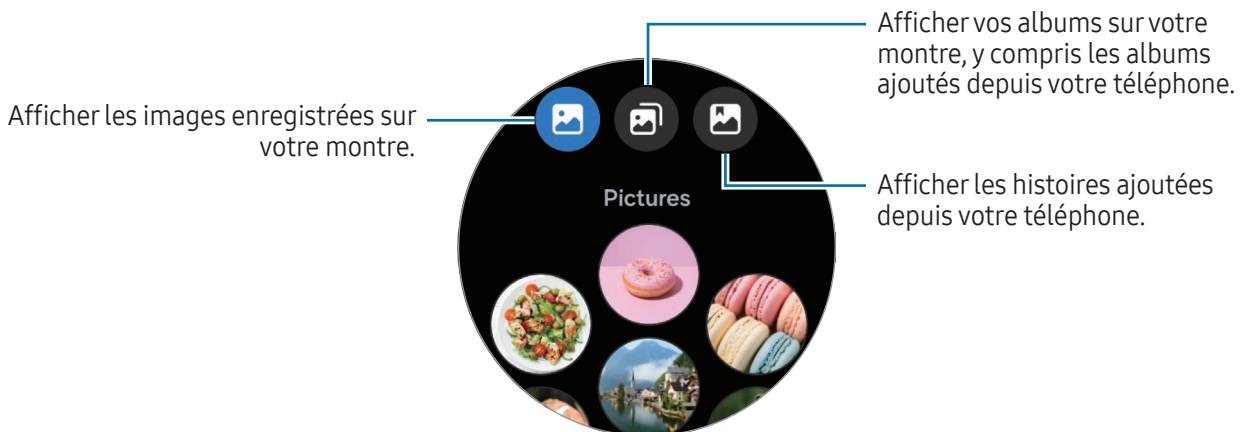 Afficher vos albums sur votre
montre, y compris les albums
ajoutés depuis votre téléphone.
Afficher les images enregistrées sur
votre montre.
Afficher les histoires ajoutées
depuis votre téléphone.
Pictures